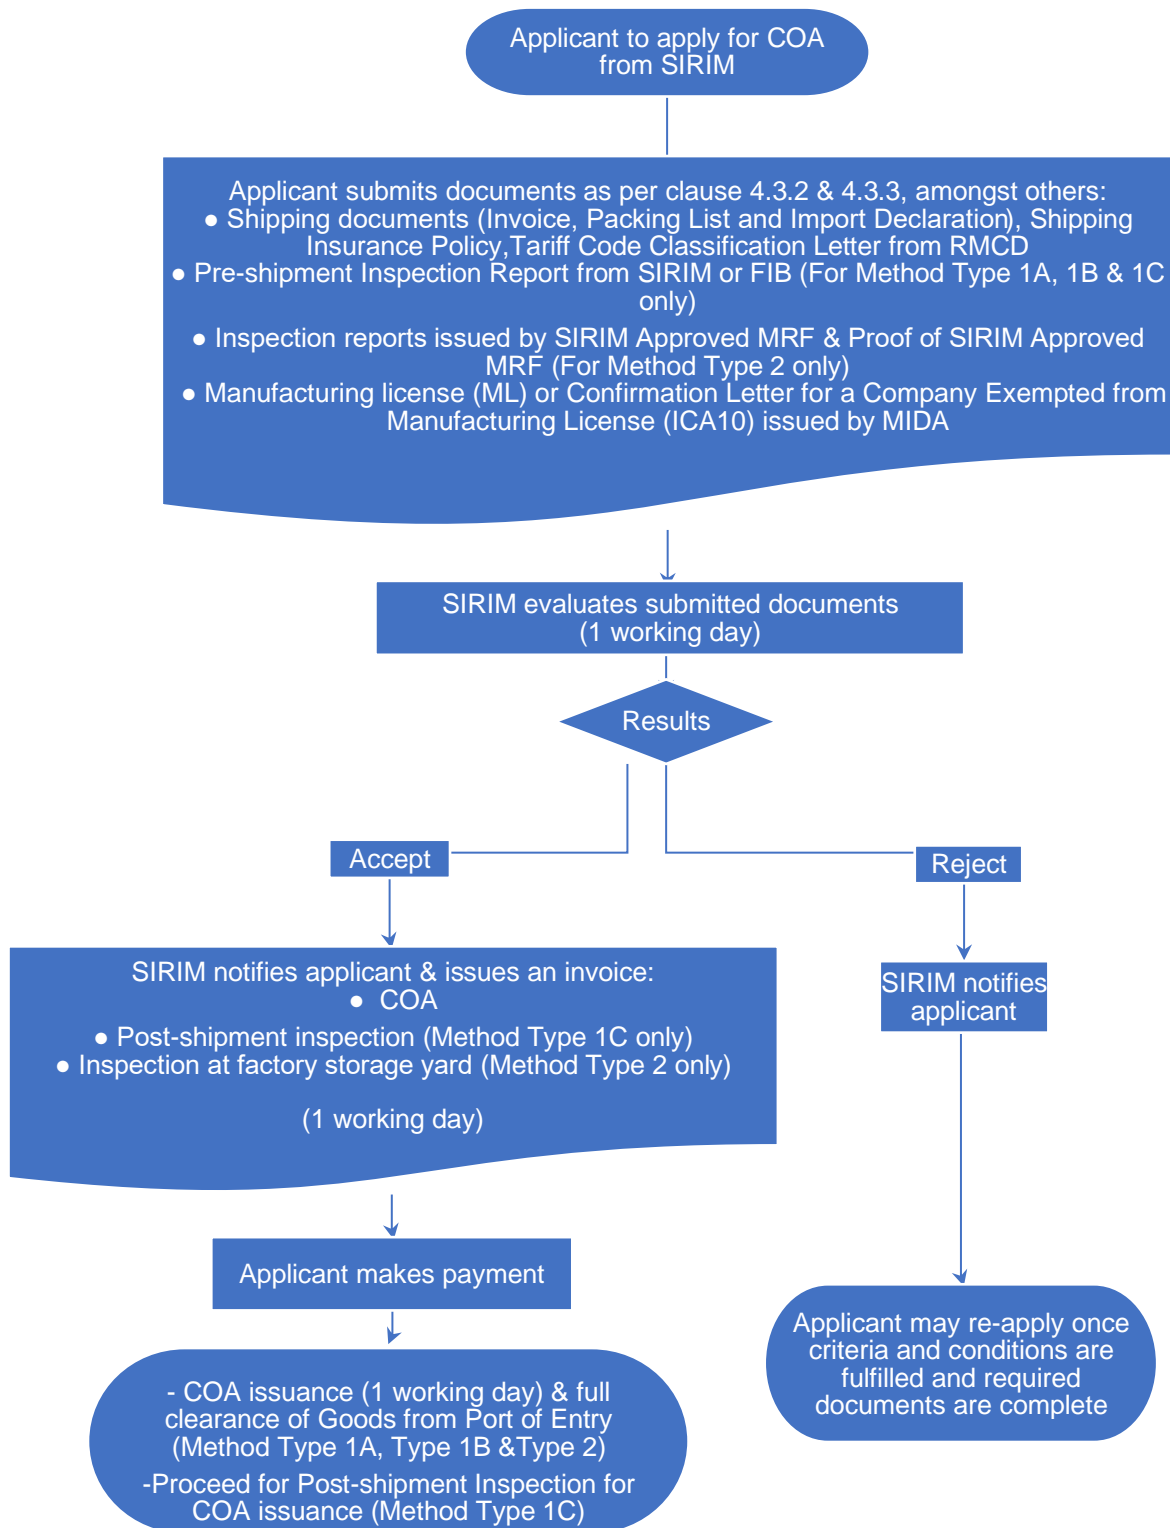 Applicant to apply for COA
from SIRIM
Applicant submits documents as per clause 4.3.2 & 4.3.3, amongst others:
● Shipping documents (Invoice, Packing List and Import Declaration), Shipping
Insurance Policy,Tariff Code Classification Letter from RMCD
● Pre-shipment Inspection Report from SIRIM or FIB (For Method Type 1A, 1B & 1C
only)
● Inspection reports issued by SIRIM Approved MRF & Proof of SIRIM Approved
MRF (For Method Type 2 only)
● Manufacturing license (ML) or Confirmation Letter for a Company Exempted from
Manufacturing License (ICA10) issued by MIDA
SIRIM evaluates submitted documents
(1 working day)
Results
Accept
Reject
SIRIM notifies applicant & issues an invoice:
● COA
● Post-shipment inspection (Method Type 1C only)
● Inspection at factory storage yard (Method Type 2 only)
(1 working day)
SIRIM notifies
applicant
Applicant makes payment
Applicant may re-apply once
criteria and conditions are
fulfilled and required
documents are complete
- COA issuance (1 working day) & full
clearance of Goods from Port of Entry
(Method Type 1A, Type 1B &Type 2)
-Proceed for Post-shipment Inspection for
COA issuance (Method Type 1C)